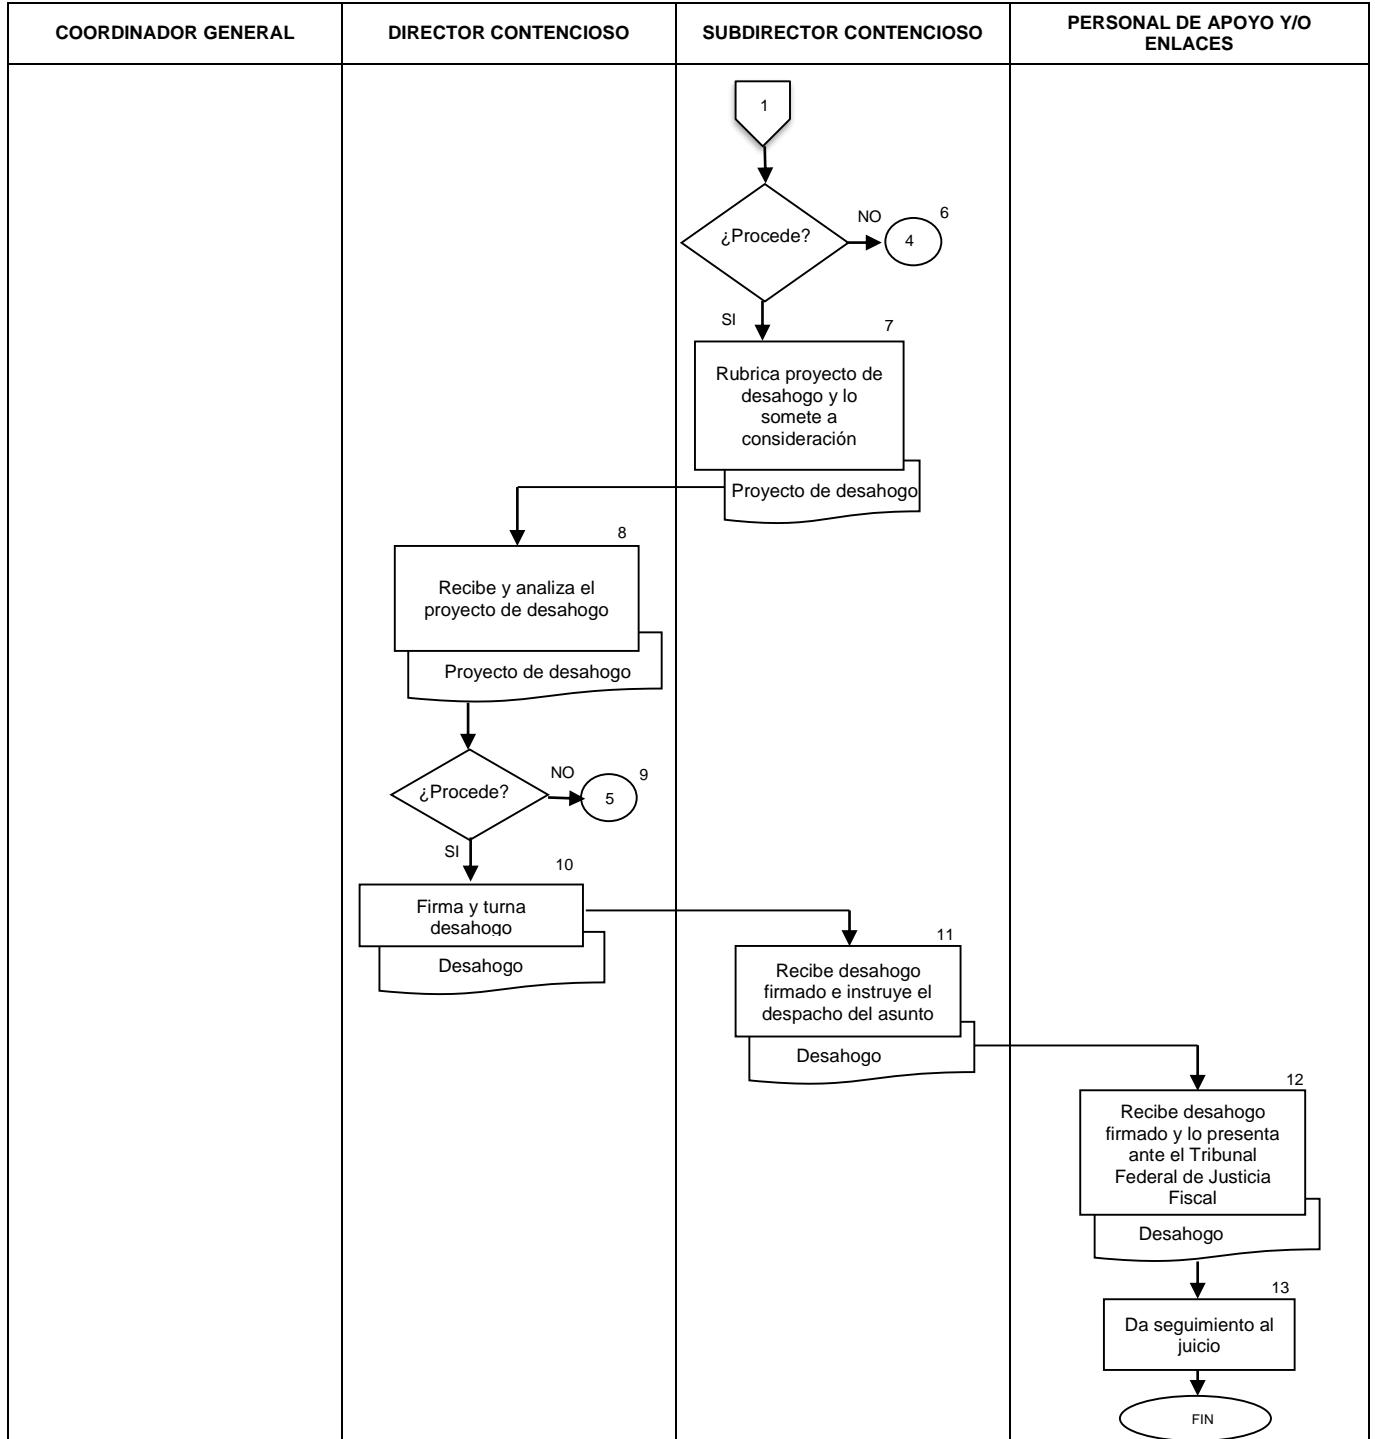 COORDINADOR GENERAL
DIRECTOR CONTENCIOSO
SUBDIRECTOR CONTENCIOSO
PERSONAL DE APOYO Y/O
ENLACES
1
¿Procede?
NO
6
4
SI
7
Rubrica proyecto de
desahogo y lo
somete a
consideración
Proyecto de desahogo
8
Recibe y analiza el
proyecto de desahogo
Proyecto de desahogo
¿Procede?
NO
9
5
SI
10
Firma y turna
desahogo
Desahogo
11
Recibe desahogo
firmado e instruye el
despacho del asunto
Desahogo
12
Recibe desahogo
firmado y lo presenta
ante el Tribunal
Federal de Justicia
Fiscal
Desahogo
13
Da seguimiento al
juicio
FIN